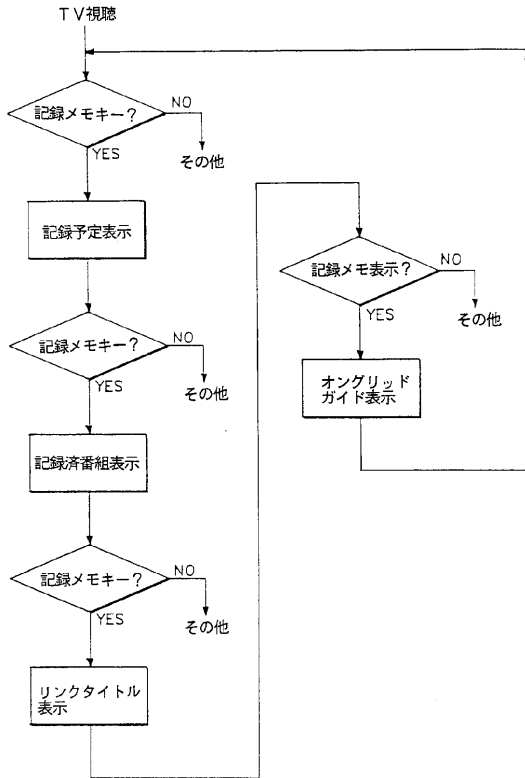 TV視聴
記録メモキー?
NO
YES
その他
記録予定表示
記録メモキー?
NO
YES
その他
記録済番組表示
記録メモキー?
NO
YES
その他
リンクタイトル
表示
記録メモ表示?
NO
YES
その他
オングリッド
ガイド表示